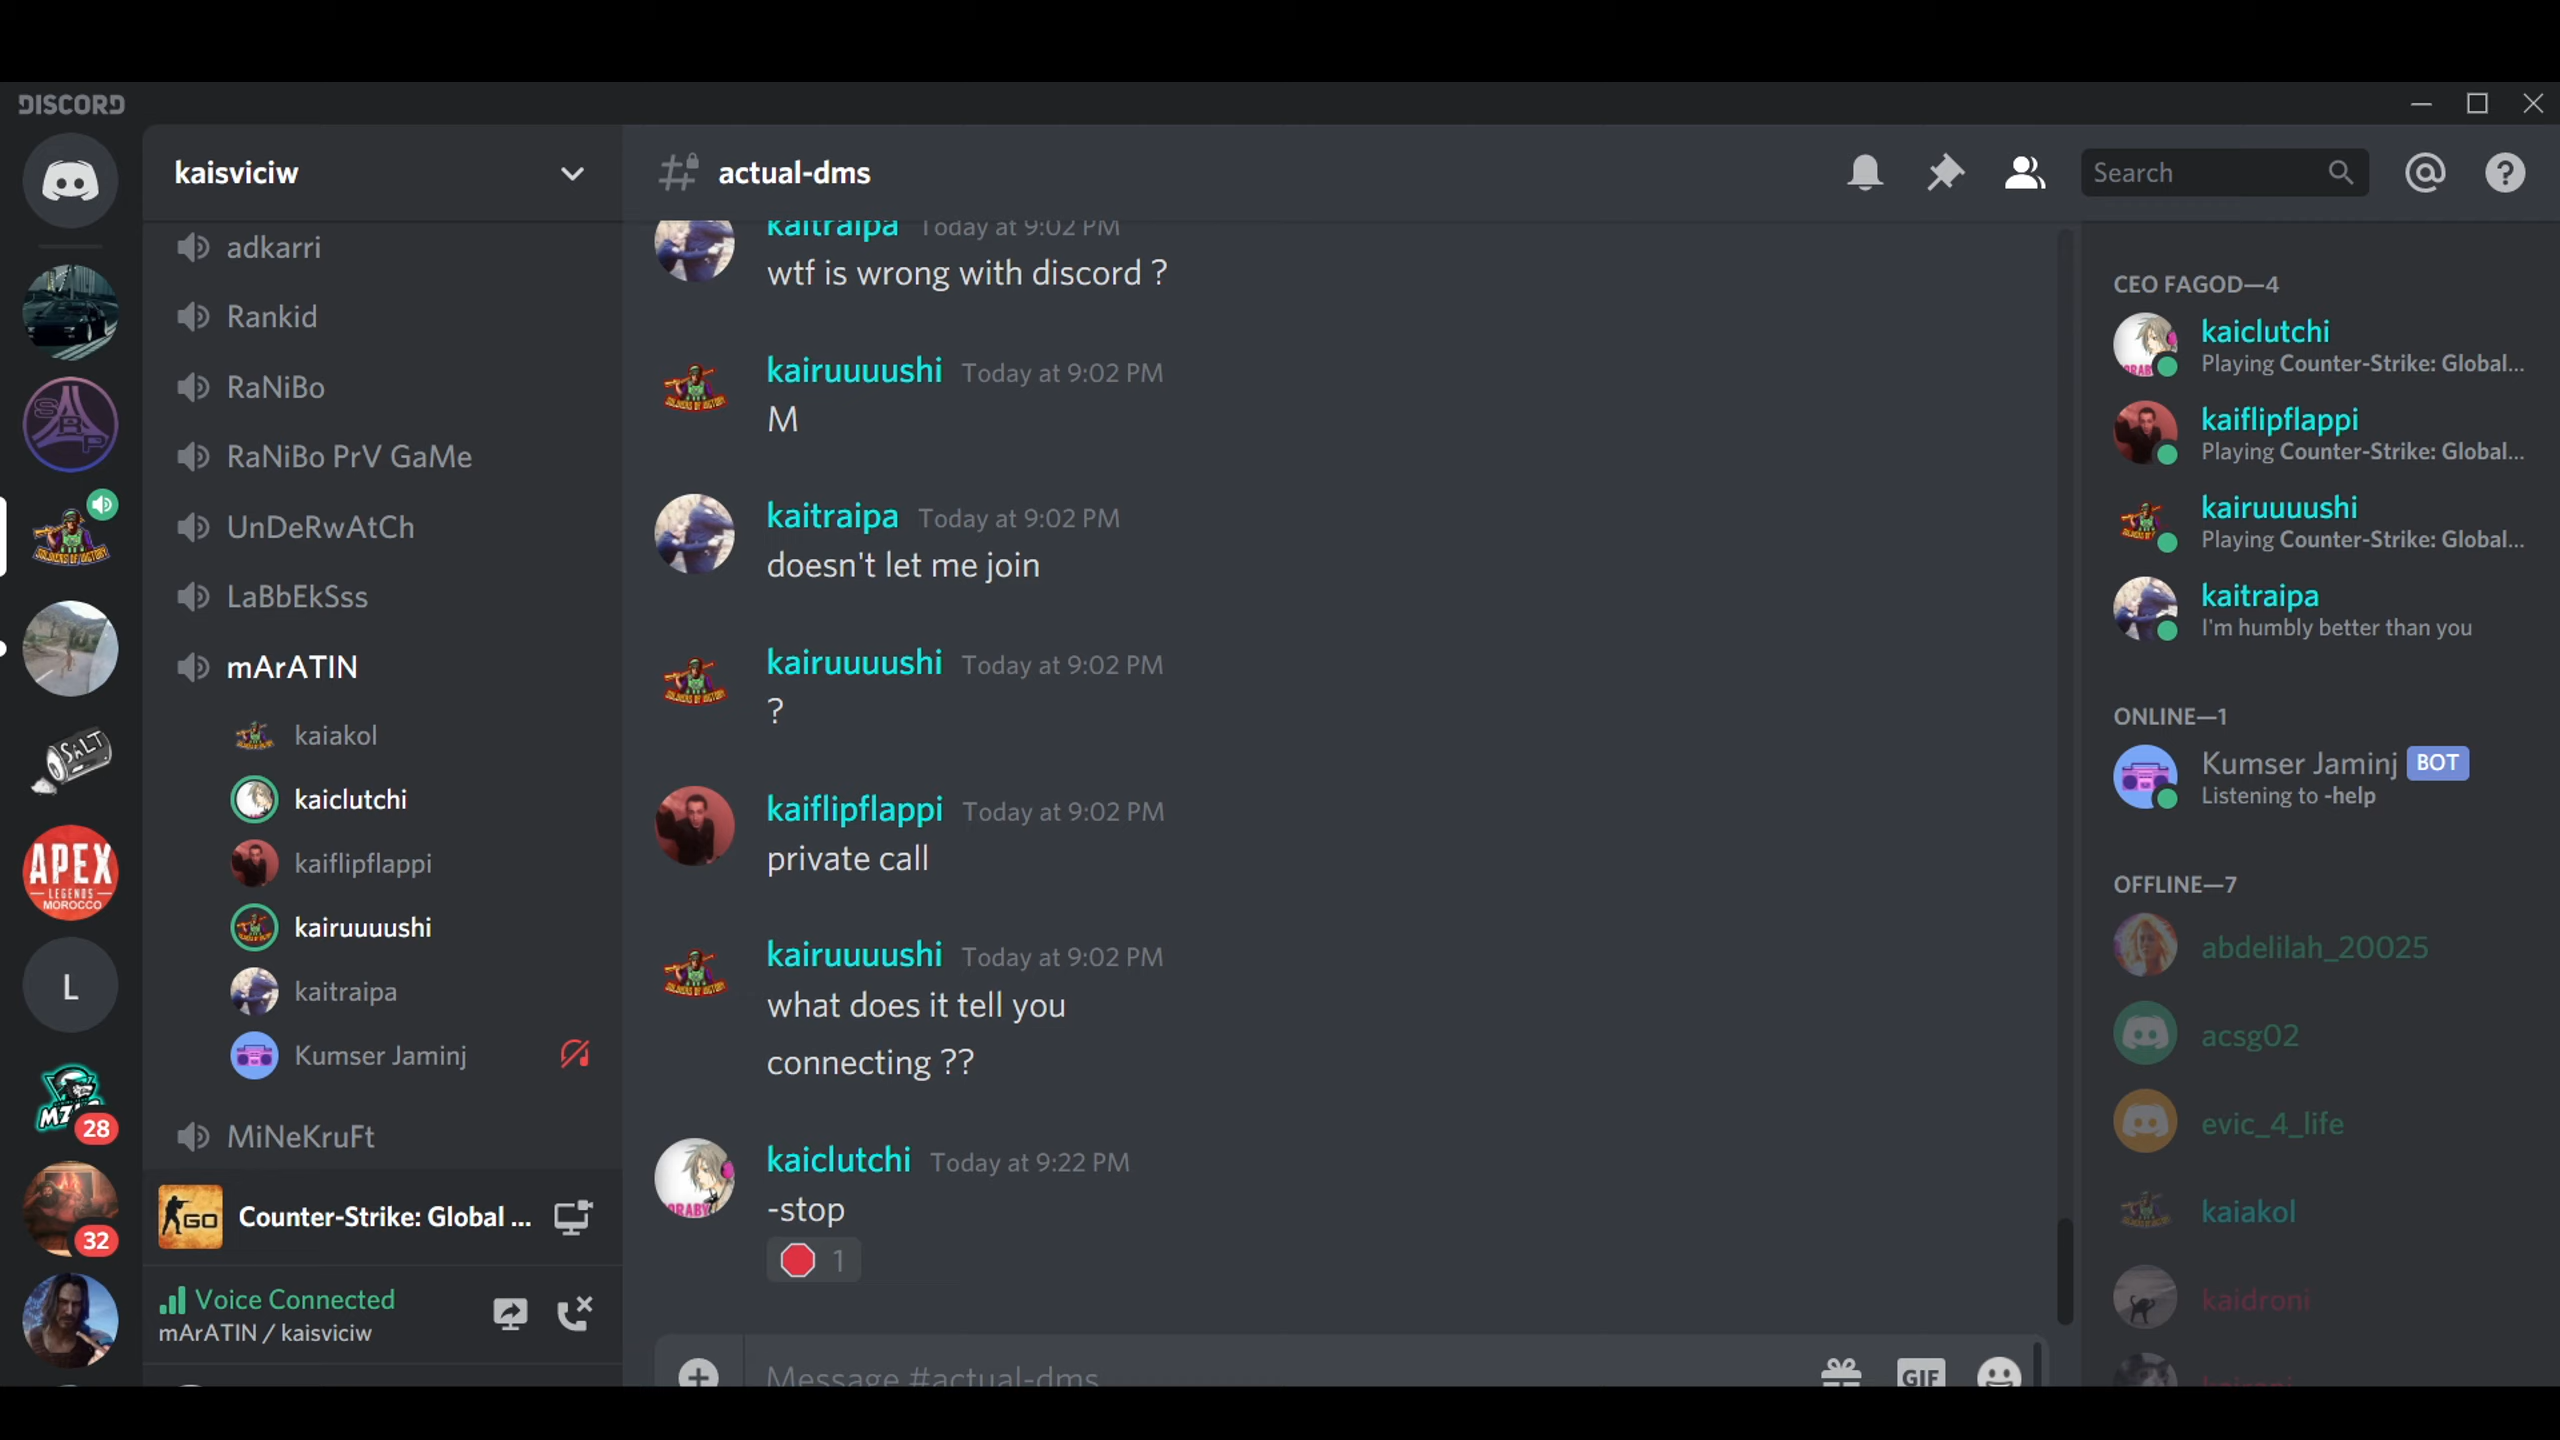 DISCORD
kaisviciw
adkarri
Rankid
RaNiBo
RaNiBo PrV GaMe
UnDeRwAtCh
LaBbEkSss
mArATIN
kaiakol
kaiclutchi
kaiflipflappi
kairuuuushi
kaitraipa
Kumser Jaminj
MiNeKruFt
GO
Counter-Strike: Global ...
Voice Connected
mArATIN / kaisviciw
SALT
APEX
LEGENDS
MOROCCO
L
28
32
actual-dms
Search
kaitraipa Today at 9:02 PM
wtf is wrong with discord ?
kairuuuushi Today at 9:02 PM
M
kaitraipa Today at 9:02 PM
doesn't let me join
kairuuuushi Today at 9:02 PM
?
kaiflipflappi Today at 9:02 PM
private call
kairuuuushi Today at 9:02 PM
what does it tell you
connecting ??
kaiclutchi Today at 9:22 PM
-stop
1
Message #actual-dms
GIF
CEO FAGOD—4
kaiclutchi
Playing Counter-Strike: Global...
kaiflipflappi
Playing Counter-Strike: Global...
kairuuuushi
Playing Counter-Strike: Global...
kaitraipa
I'm humbly better than you
ONLINE—1
Kumser Jaminj BOT
Listening to -help
OFFLINE—7
abdelilah_20025
acsg02
evic_4_life
kaiakol
kaidroni